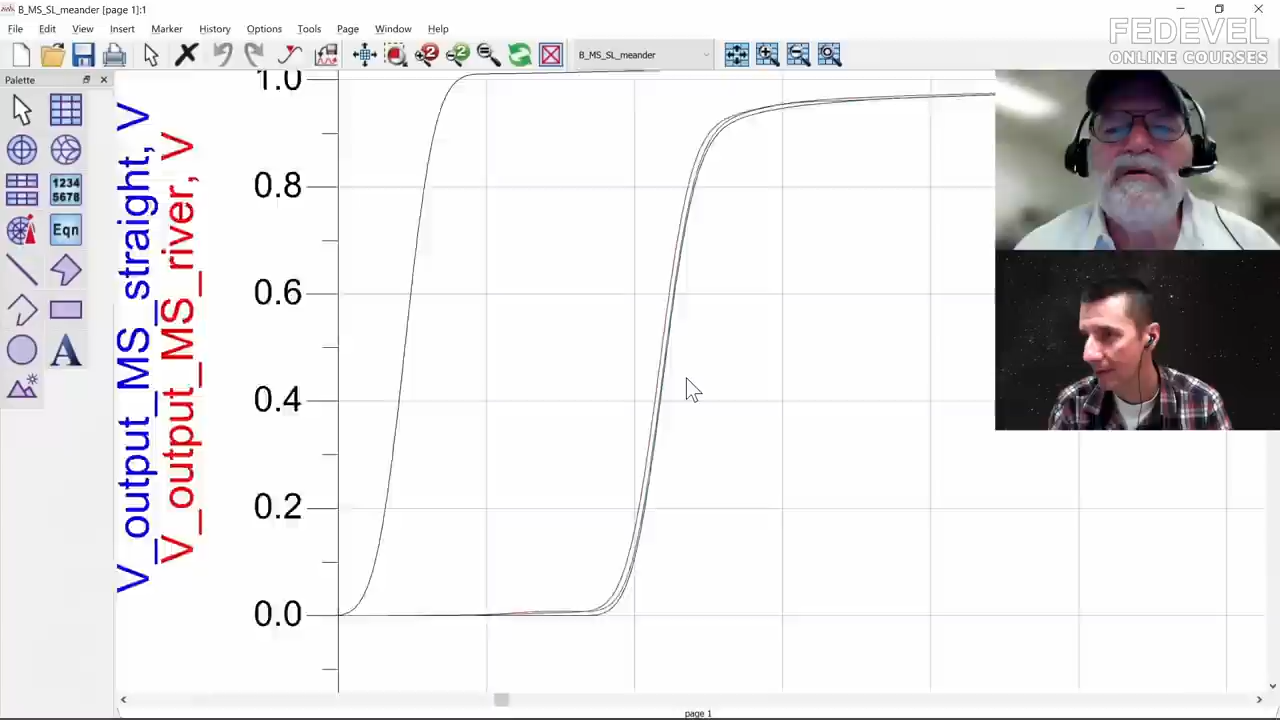 B_MS_SL_meander [page 1]:1
File Edit View Insert Marker History Options Tools Page Window Help
B_MS_SL_meander
FEDEVEL
ONLINE COURSES
Palette
1234
5678
Eqn
A
V_output_MS_straight, V
V_output_MS_river, V
1.0
0.8
0.6
0.4
0.2
0.0
page 1